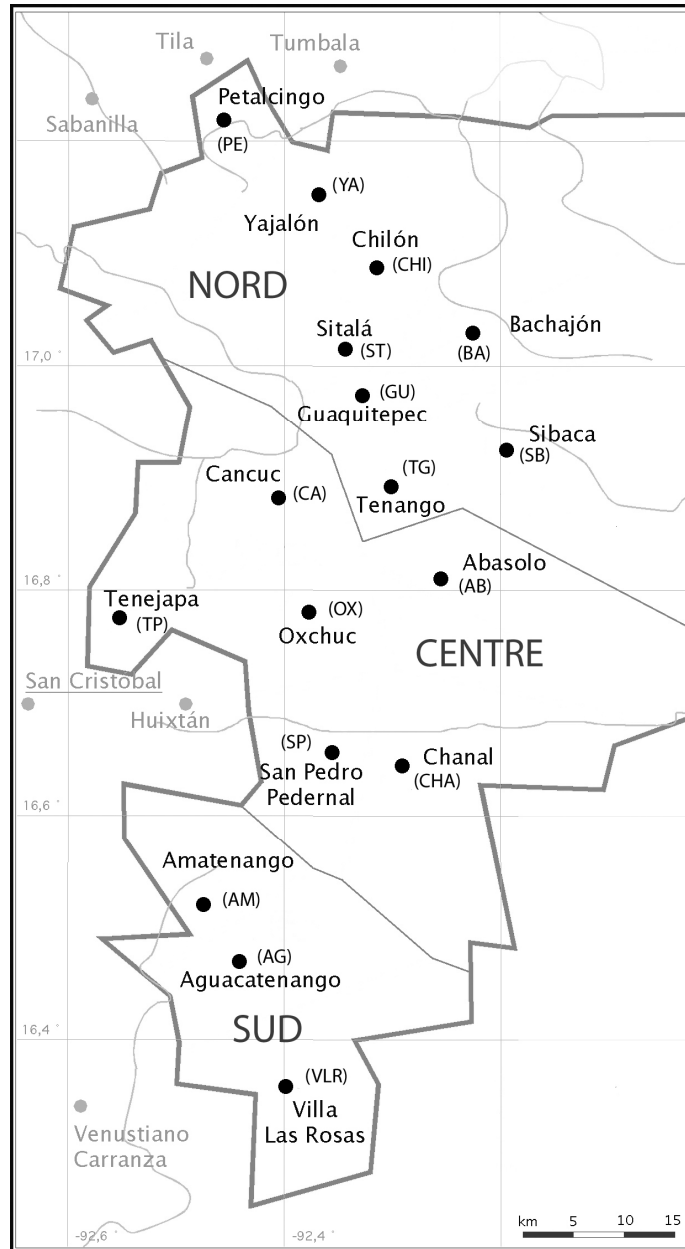 Tila
Tumbala
Petalcingo
Sabanilla
(PE)
(YA)
Yajalón
Chilón
(CHI)
NORD
Sitalá
Bachajón
(ST)
(BA)
17,0 °
(GU)
Guaquitepec
Sibaca
(SB)
(TG)
Cancuc
(CA)
Tenango
Abasolo
(AB)
16,8 °
Tenejapa
(TP)
(OX)
Oxchuc
CENTRE
San Cristobal
Huixtán
(SP)
San Pedro
Pedernal
Chanal
(CHA)
16,6 °
Amatenango
(AM)
(AG)
Aguacatenango
SUD
16,4 °
(VLR)
Villa
Las Rosas
Venustiano
Carranza
-92,6 °
-92,4 °
km 5 10 15